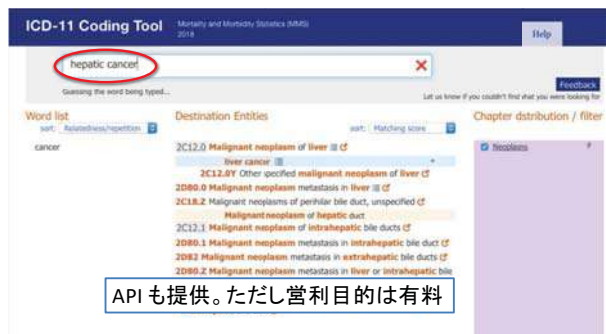 ICD-11 Coding Tool
Mortality and Morbidity Statistics (MMS)
2018
Help
hepatic cancer
Guessing the word being typed...
Feedback
Let us know if you couldn't find what you were looking for
Word list
sort: Relatedness/repetition
cancer
Destination Entities
sort: Matching score
2C12.0 Malignant neoplasm of liver
liver cancer
2C12.0Y Other specified malignant neoplasm of liver
2D80.0 Malignant neoplasm metastasis in liver
2C18.Z Malignant neoplasms of perihilar bile duct, unspecified
Malignant neoplasm of hepatic duct
2C12.1 Malignant neoplasm of intrahepatic bile ducts
2D80.1 Malignant neoplasm metastasis in intrahepatic bile duct
2D82 Malignant neoplasm metastasis in extrahepatic bile ducts
2D80.Z Malignant neoplasm metastasis in liver or intrahepatic bile
Chapter dstribution / filter
Neoplasms
APIも提供。ただし営利目的は有料